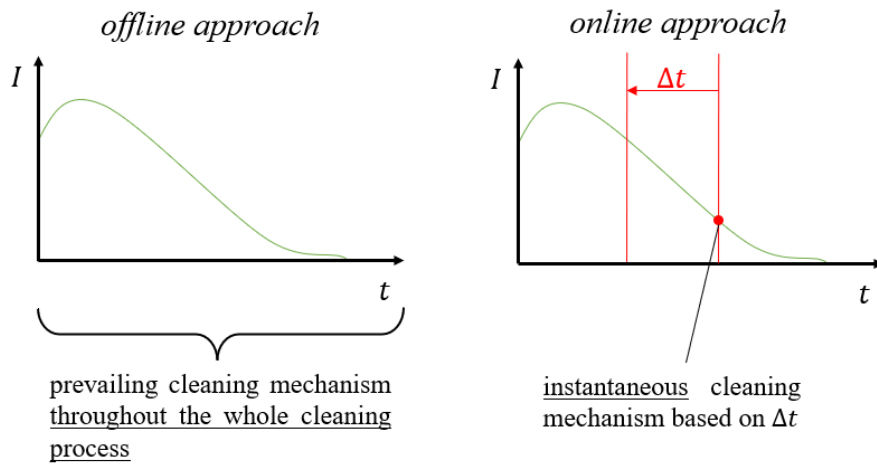 offline approach
I
t
prevailing cleaning mechanism
throughout the whole cleaning
process
online approach
I
Δt
t
instantaneous cleaning
mechanism based on Δt